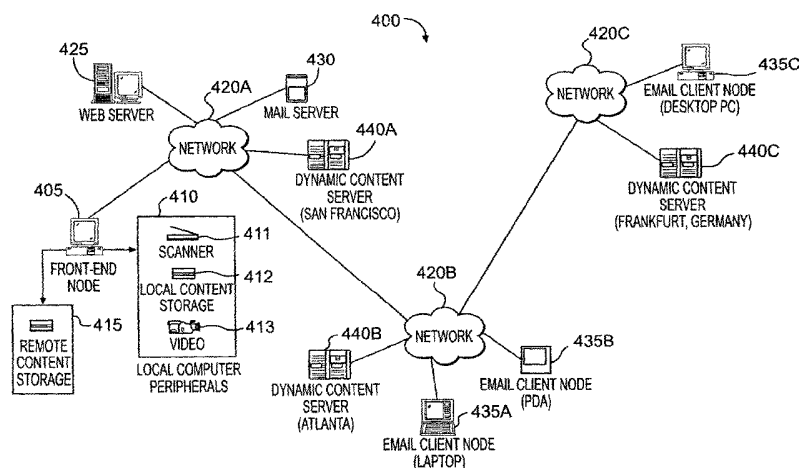 400
425
WEB SERVER
430
MAIL SERVER
420A
NETWORK
440A
DYNAMIC CONTENT
SERVER
(SAN FRANCISCO)
405
FRONT-END
NODE
410
411
SCANNER
412
LOCAL CONTENT
STORAGE
413
VIDEO
LOCAL COMPUTER
PERIPHERALS
415
REMOTE
CONTENT
STORAGE
420C
NETWORK
435C
EMAIL CLIENT NODE
(DESKTOP PC)
440C
DYNAMIC CONTENT
SERVER
(FRANKFURT, GERMANY)
420B
NETWORK
440B
DYNAMIC CONTENT
SERVER
(ATLANTA)
435A
EMAIL CLIENT NODE
(LAPTOP)
435B
EMAIL CLIENT NODE
(PDA)